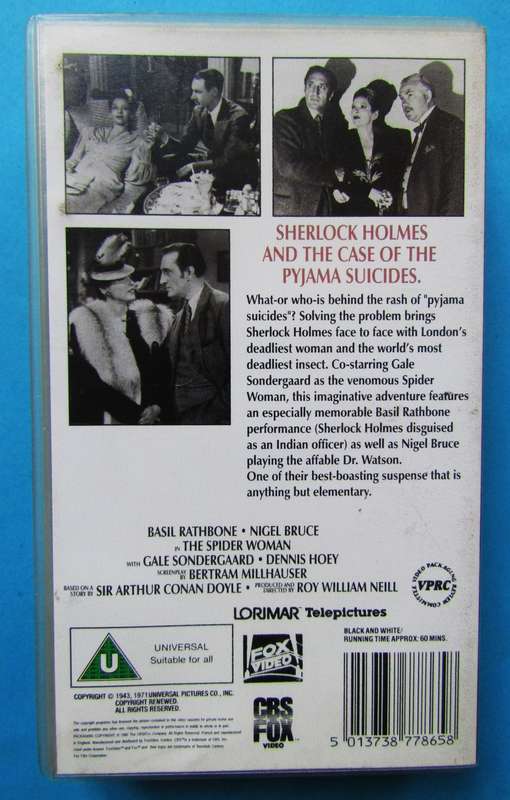 SHERLOCK HOLMES
AND THE CASE OF THE
PYJAMA SUICIDES.
What-or who-is behind the rash of "pyjama
suicides"? Solving the problem brings
Sherlock Holmes face to face with London's
deadliest woman and the world's most
deadliest insect. Co-starring Gale
Sondergaard as the venomous Spider
Woman, this imaginative adventure features
an especially memorable Basil Rathbone
performance (Sherlock Holmes disguised
as an Indian officer) as well as Nigel Bruce
playing the affable Dr. Watson.
One of their best-boasting suspense that is
anything but elementary.
BASIL RATHBONE • NIGEL BRUCE
IN THE SPIDER WOMAN
WITH GALE SONDERGAARD • DENNIS HOEY
SCREENPLAY BY BERTRAM MILLHAUSER
BASED ON A STORY BY SIR ARTHUR CONAN DOYLE • PRODUCED AND DIRECTED BY ROY WILLIAM NEILL
VIDEO PACKAGING REVIEW COMMITTEE
VPRC
LORIMAR Telepictures
U
UNIVERSAL
Suitable for all
FOX
VIDEO
BLACK AND WHITE/
RUNNING TIME APPROX: 60 MINS.
COPYRIGHT © 1943, 1971 UNIVERSAL PICTURES CO., INC.
COPYRIGHT RENEWED.
ALL RIGHTS RESERVED.
CBS
FOX
VIDEO
5 013738 778658